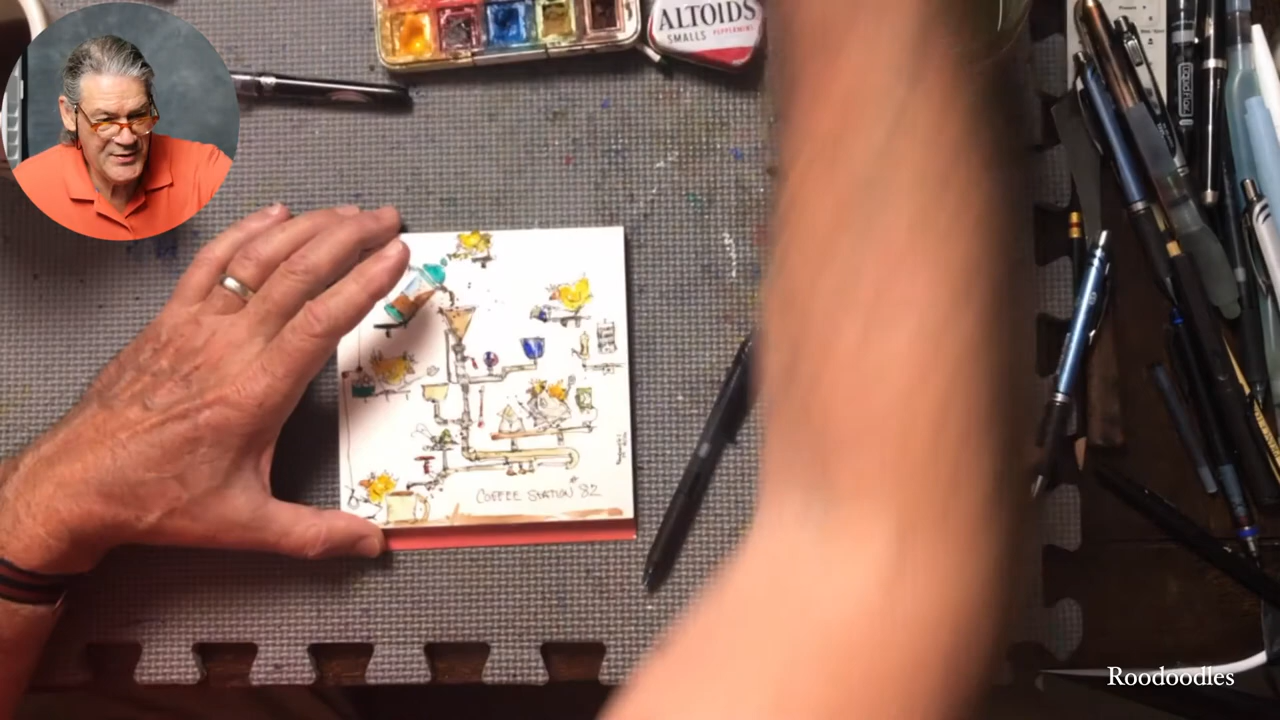 ALTOIDS
SMALLS PEPPERMINT
COFFEE STATION '82
Roodoodles